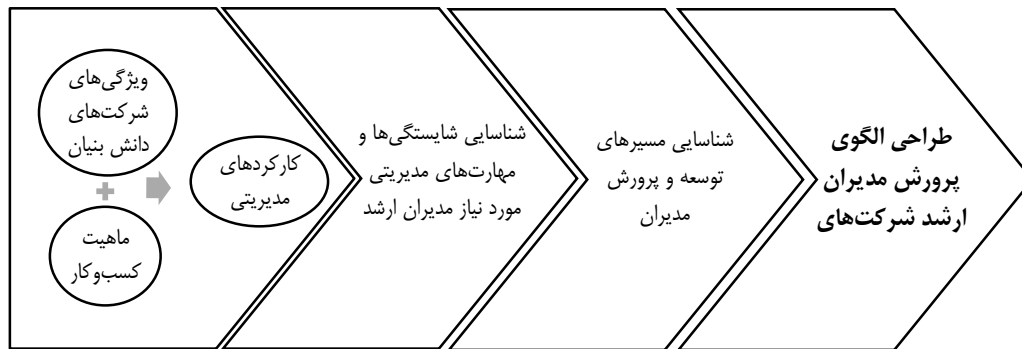 ویژگی‌های
شرکت‌های
دانش بنیان
+
ماهیت
کسب‌وکار
کارکردهای
مدیریتی
شناسایی شایستگی‌ها و
مهارت‌های مدیریتی
مورد نیاز مدیران ارشد
شناسایی مسیرهای
توسعه و پرورش
مدیران
طراحی الگوی
پرورش مدیران
ارشد شرکت‌های